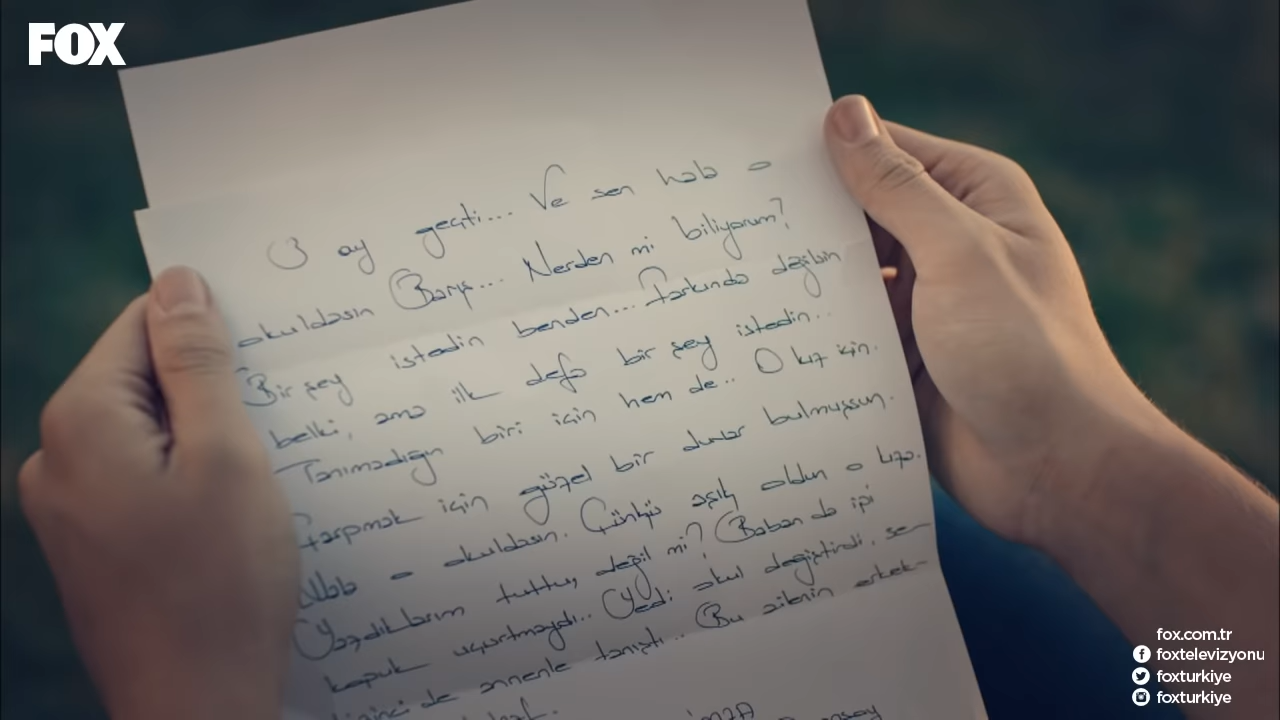 FOX
3 ay geçti... Ve sen hala o
okuldasın Barış... Nerden mi biliyorum?
Bir şey istedin benden... Farkında değilsin
belki, ama ilk defa bir şey istedin..
Tanımadığın biri için hem de.. O kız için.
Çarpmak için güzel bir duvar bulmuşsun.
Hala o okuldasın. Çünkü aşık oldun o kıza.
Yazdıklarım tuttu, değil mi? Baban da ipi
kopuk uçurtmaydı.. Yedi okul değiştirdi, se-
kizinci de annenle tanıştı.. Bu ailenin erkek-
İMZA
fox.com.tr
foxtelevizyonu
foxturkiye
foxturkiye